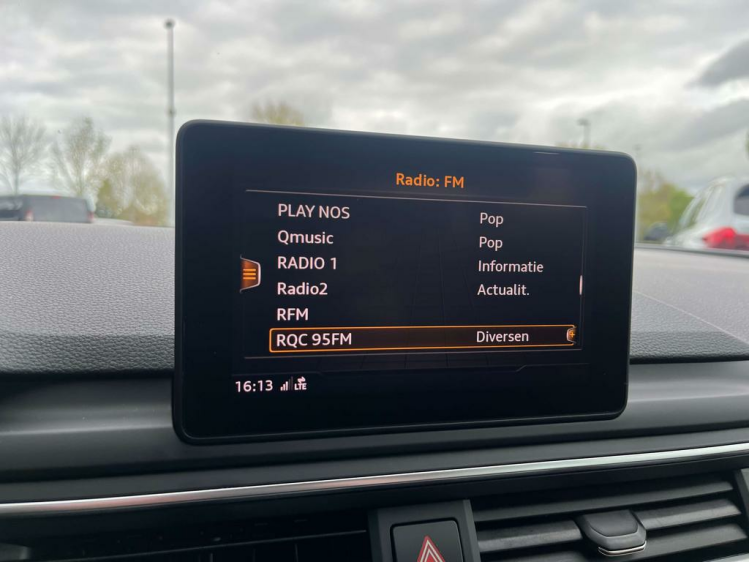 Radio: FM
PLAY NOS Pop
Qmusic Pop
RADIO 1 Informatie
Radio2 Actualit.
RFM
RQC 95FM Diversen
16:13 LTE